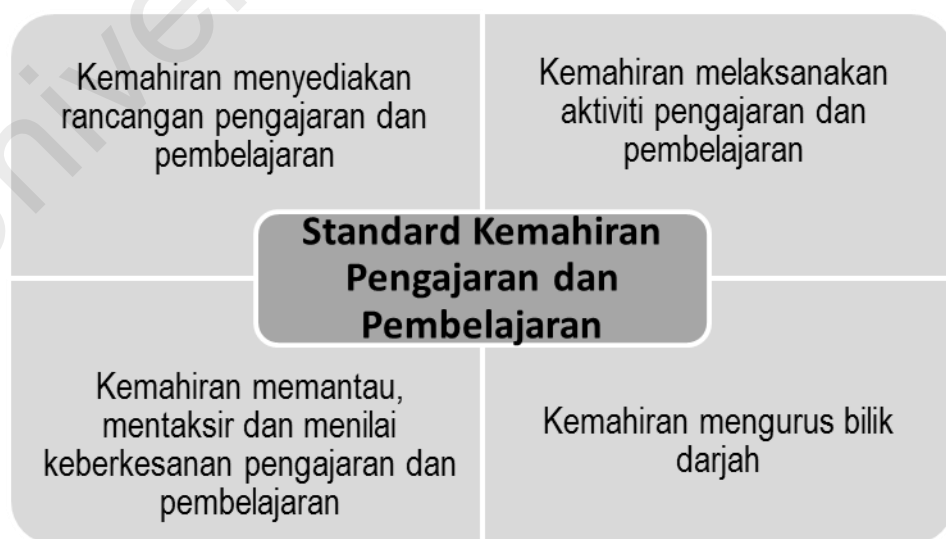 Kemahiran menyediakan
rancangan pengajaran dan
pembelajaran
Kemahiran melaksanakan
aktiviti pengajaran dan
pembelajaran
Standard Kemahiran
Pengajaran dan
Pembelajaran
Kemahiran memantau,
mentaksir dan menilai
keberkesanan pengajaran dan
pembelajaran
Kemahiran mengurus bilik
darjah